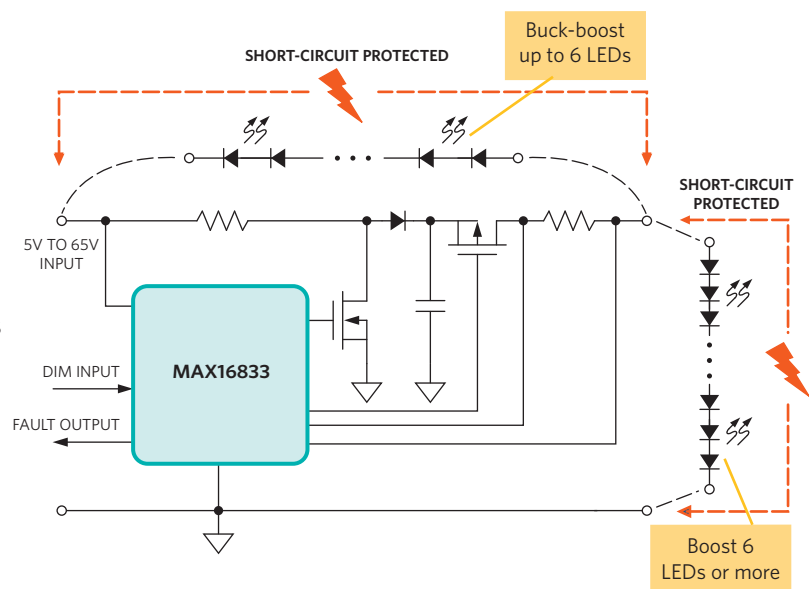 Buck-boost
up to 6 LEDs
SHORT-CIRCUIT PROTECTED
SHORT-CIRCUIT
PROTECTED
5V TO 65V
INPUT
MAX16833
DIM INPUT
FAULT OUTPUT
Boost 6
LEDs or more